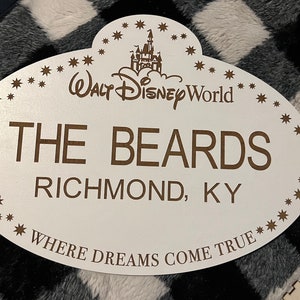 WALT DISNEY World
THE BEARDS
RICHMOND, KY
WHERE DREAMS COME TRUE